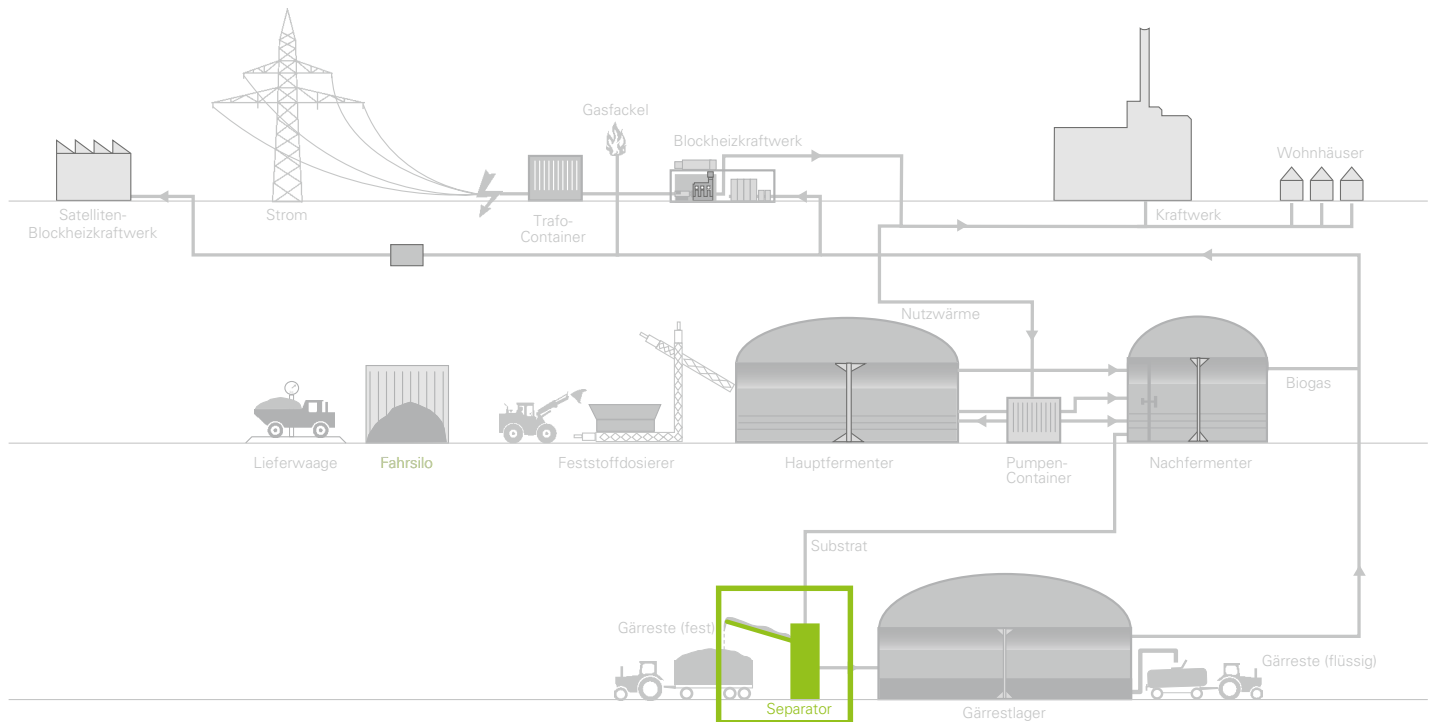 Gasfackel
Blockheizkraftwerk
Wohnhäuser
Satelliten-
Blockheizkraftwerk
Strom
Trafo-
Container
Kraftwerk
Nutzwärme
Biogas
Lieferwaage
Fahrsilo
Feststoffdosierer
Hauptfermenter
Pumpen-
Container
Nachfermenter
Substrat
Gärreste (fest)
Gärreste (flüssig)
Separator
Gärrestlager